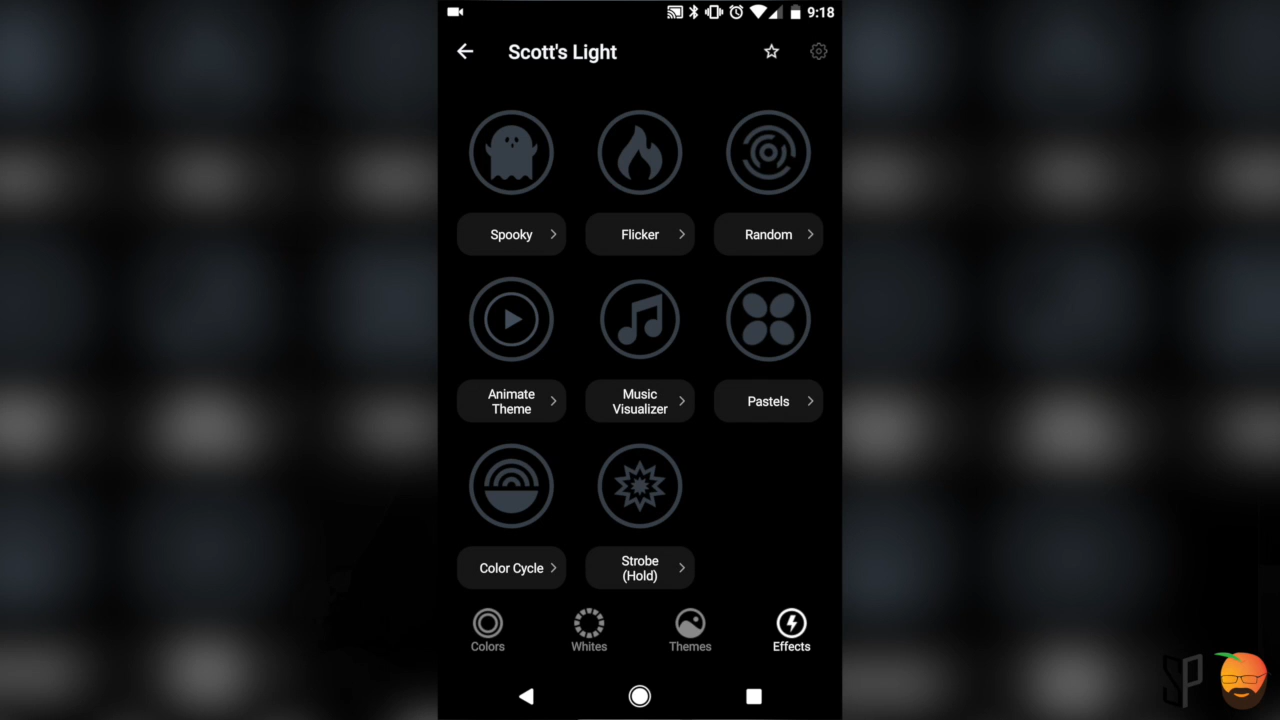 9:18
Scott's Light
Spooky
Flicker
Random
Animate
Theme
Music
Visualizer
Pastels
Color Cycle
Strobe
(Hold)
Colors
Whites
Themes
Effects
SP